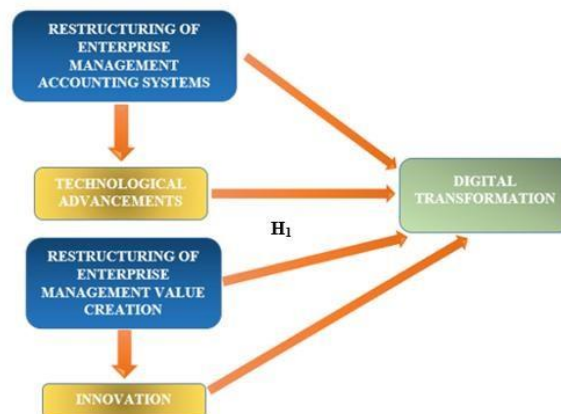 RESTRUCTURING OF
ENTERPRISE
MANAGEMENT
ACCOUNTING SYSTEMS
TECHNOLOGICAL
ADVANCEMENTS
DIGITAL
TRANSFORMATION
H₁
RESTRUCTURING OF
ENTERPRISE
MANAGEMENT VALUE
CREATION
INNOVATION